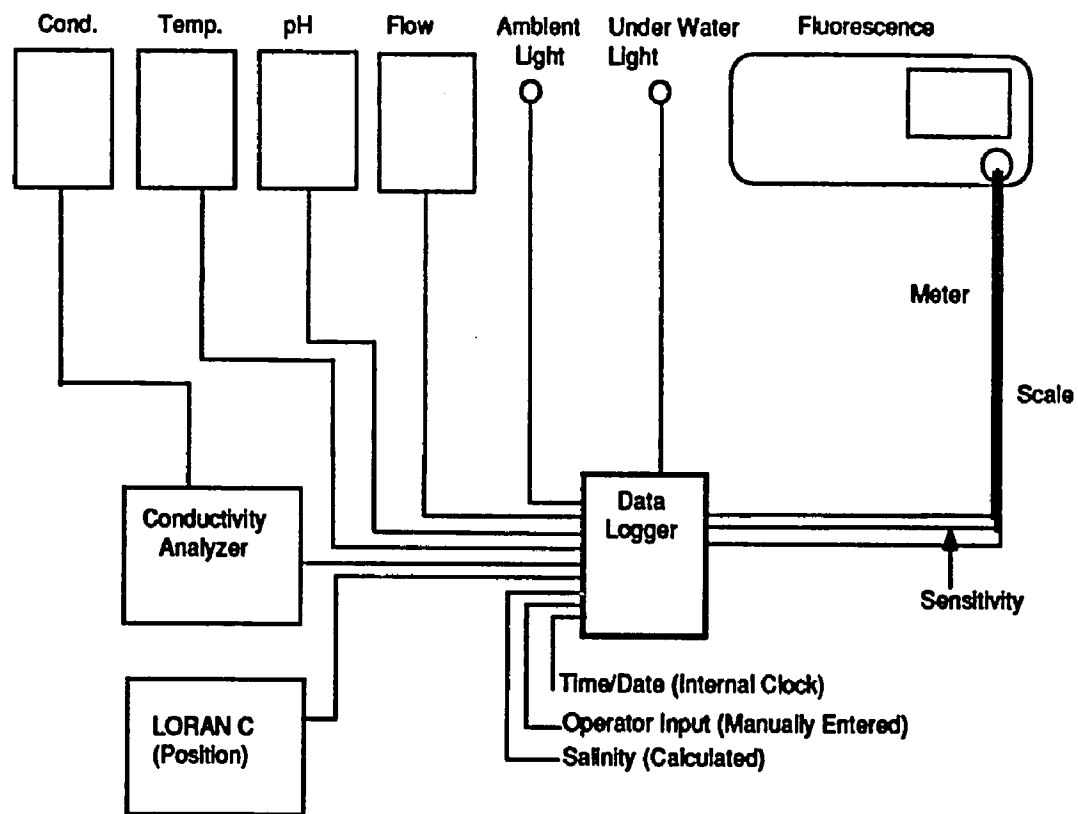 Cond.
Temp.
pH
Flow
Ambient
Light
Under Water
Light
Fluorescence
Meter
Scale
Data
Logger
Conductivity
Analyzer
Sensitivity
Time/Date (Internal Clock)
Operator Input (Manually Entered)
Salinity (Calculated)
LORAN C
(Position)